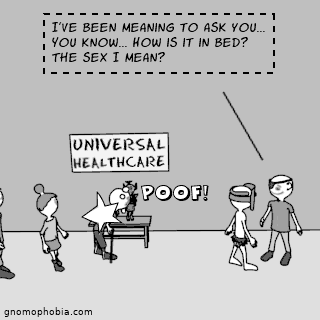 I'VE BEEN MEANING TO ASK YOU...
YOU KNOW... HOW IS IT IN BED?
THE SEX I MEAN?
UNIVERSAL
HEALTHCARE
POOF!
gnomophobia.com